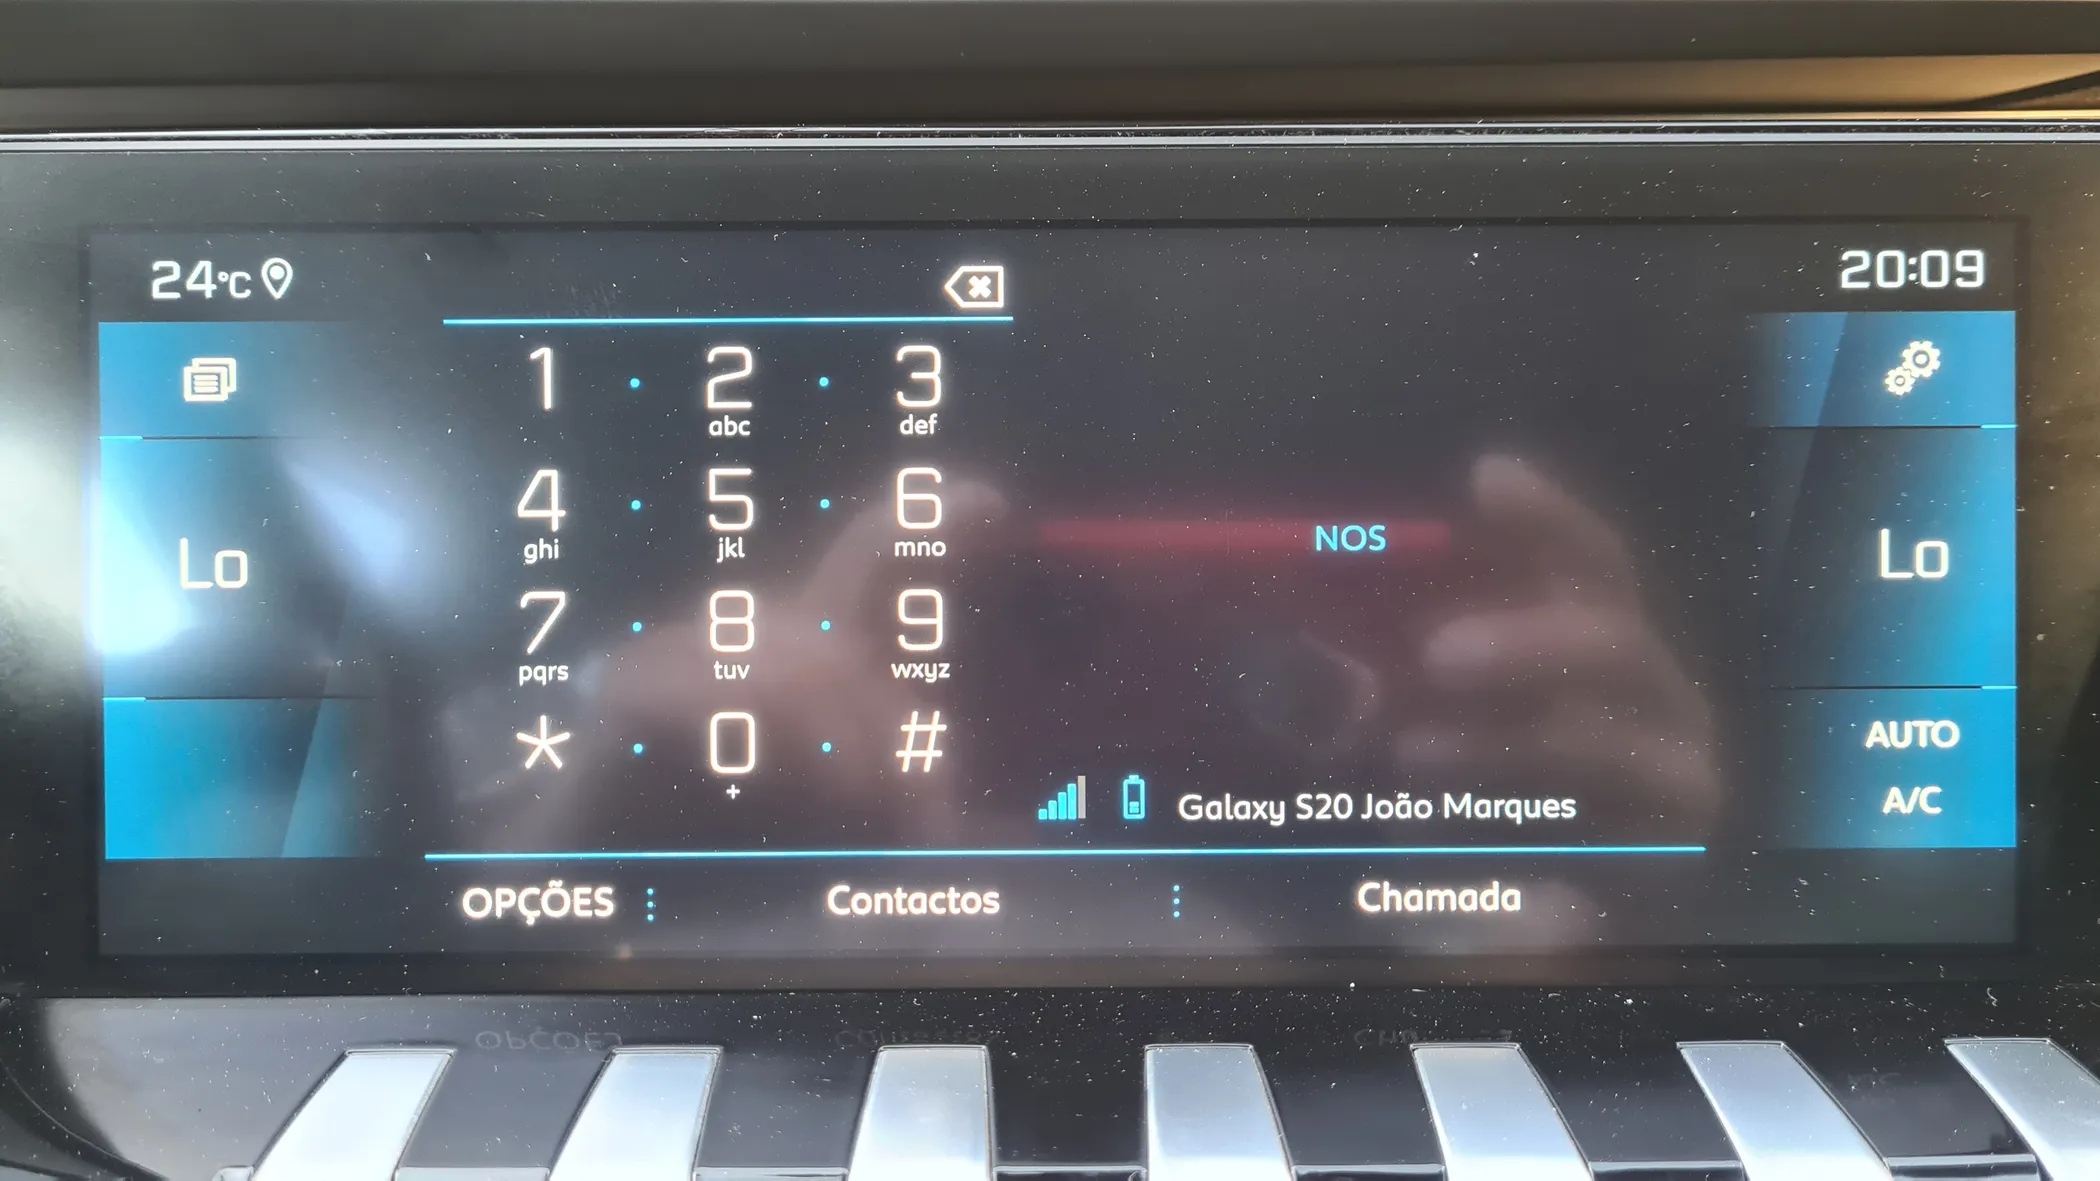 24°C
20:09
1 2 3
abc def
4 5 6
ghi jkl mno
7 8 9
pqrs tuv wxyz
* 0 #
+
Lo
NOS
Lo
Galaxy S20 João Marques
AUTO
A/C
OPÇÕES
Contactos
Chamada